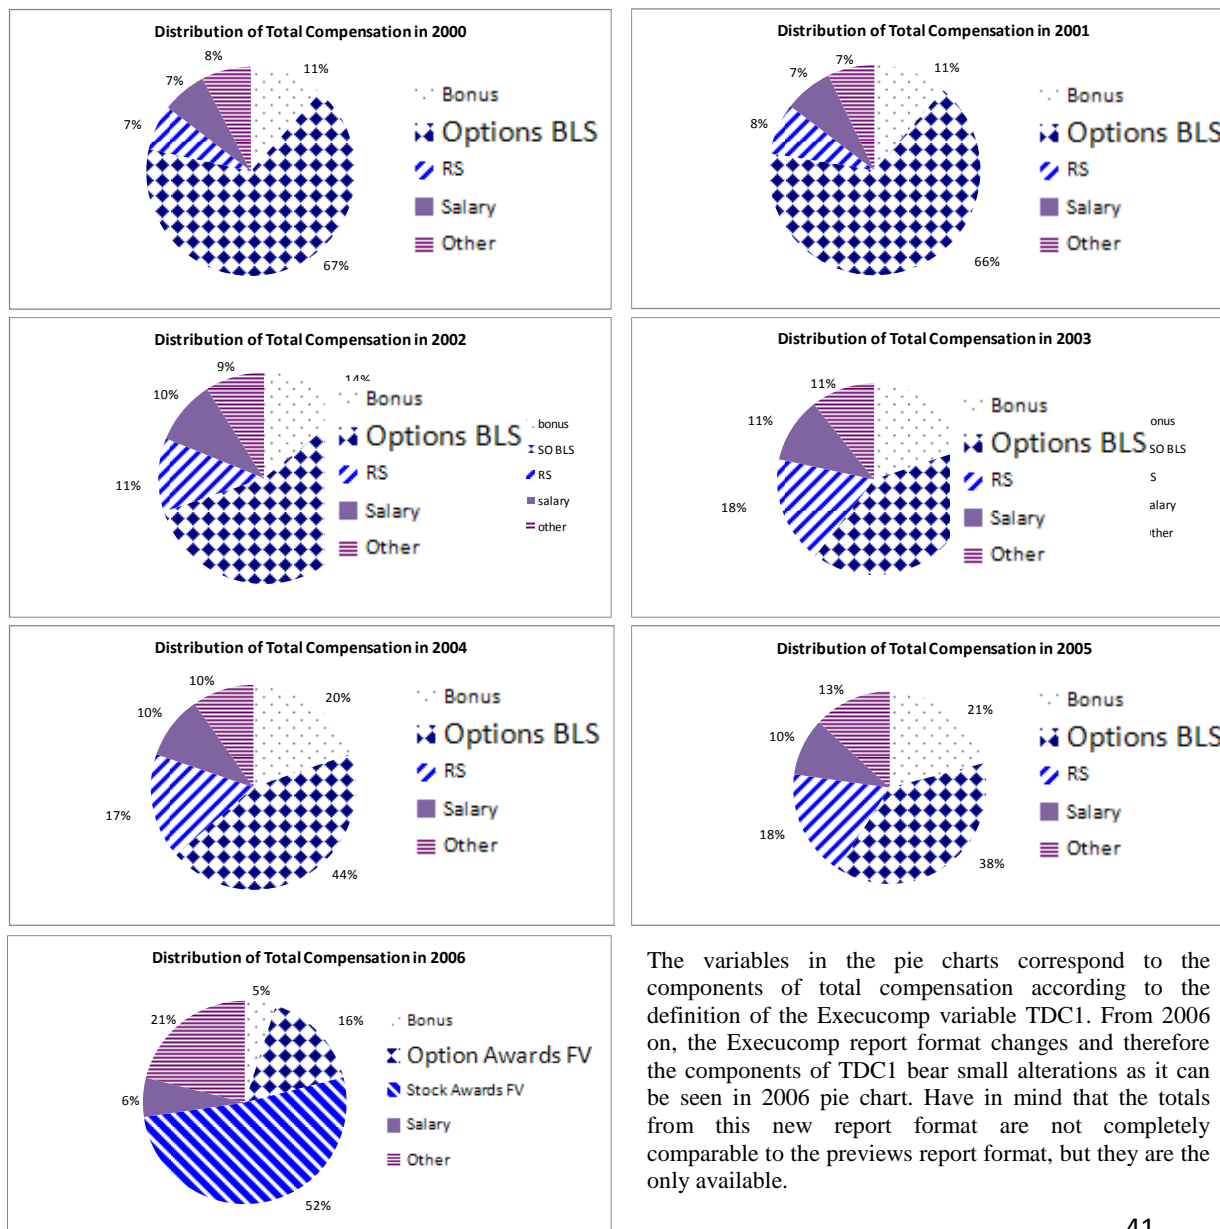 Distribution of Total Compensation in 2000
8%
11%
7%
7%
67%
Bonus
Options BLS
RS
Salary
Other
Distribution of Total Compensation in 2001
7%
11%
7%
8%
66%
Bonus
Options BLS
RS
Salary
Other
Distribution of Total Compensation in 2002
9%
14%
10%
11%
Bonus
Options BLS
RS
Salary
Other
bonus
SO BLS
RS
salary
other
Distribution of Total Compensation in 2003
11%
11%
18%
Bonus
Options BLS
RS
Salary
Other
onus
SO BLS
S
alary
ther
Distribution of Total Compensation in 2004
10%
20%
10%
17%
44%
Bonus
Options BLS
RS
Salary
Other
Distribution of Total Compensation in 2005
13%
21%
10%
18%
38%
Bonus
Options BLS
RS
Salary
Other
Distribution of Total Compensation in 2006
5%
16%
21%
6%
52%
Bonus
Option Awards FV
Stock Awards FV
Salary
Other
The variables in the pie charts correspond to the
components of total compensation according to the
definition of the Execucomp variable TDC1. From 2006
on, the Execucomp report format changes and therefore
the components of TDC1 bear small alterations as it can
be seen in 2006 pie chart. Have in mind that the totals
from this new report format are not completely
comparable to the previews report format, but they are the
only available.
41